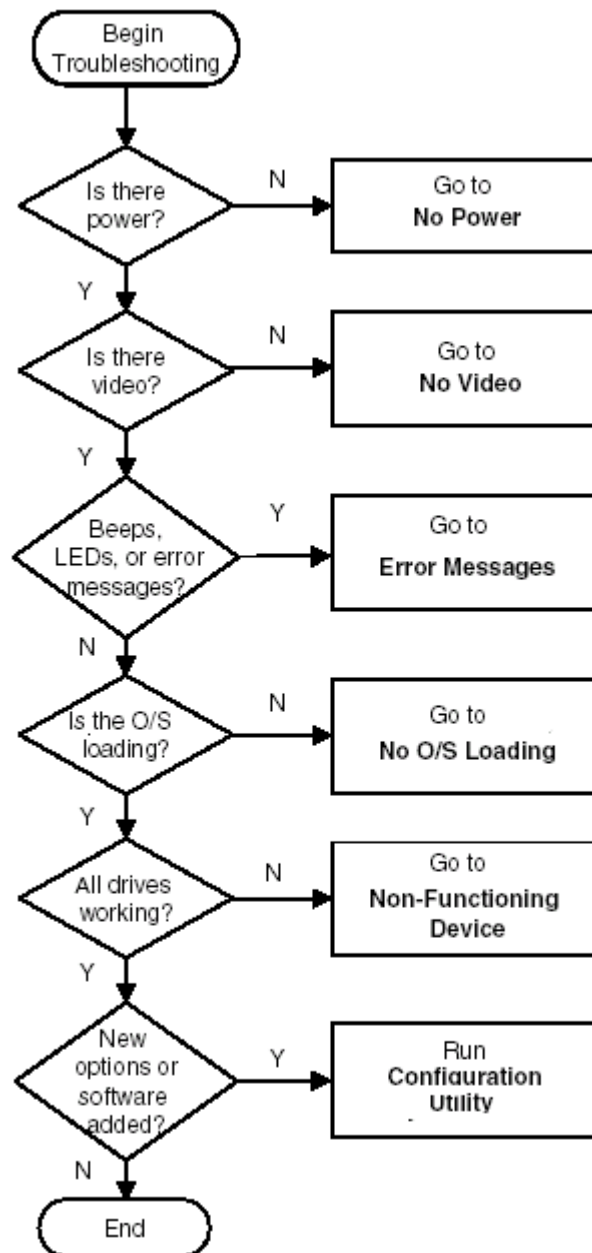 Begin
Troubleshooting
Is there
power?
N
Go to
No Power
Y
Is there
video?
N
Go to
No Video
Y
Beeps,
LEDs, or error
messages?
Y
Go to
Error Messages
N
Is the O/S
loading?
N
Go to
No O/S Loading
Y
All drives
working?
N
Go to
Non-Functioning
Device
Y
New
options or
software
added?
Y
Run
Configuration
Utility
N
End